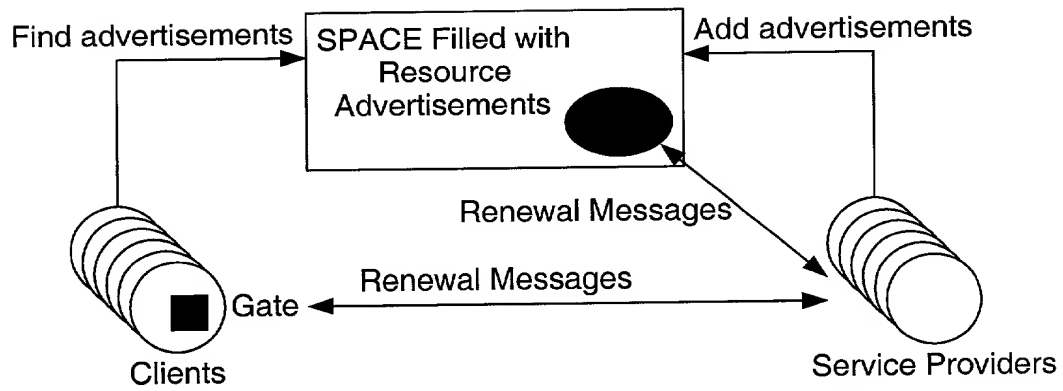 Find advertisements
SPACE Filled with
Resource
Advertisements
Add advertisements
Renewal Messages
Renewal Messages
Gate
Clients
Service Providers